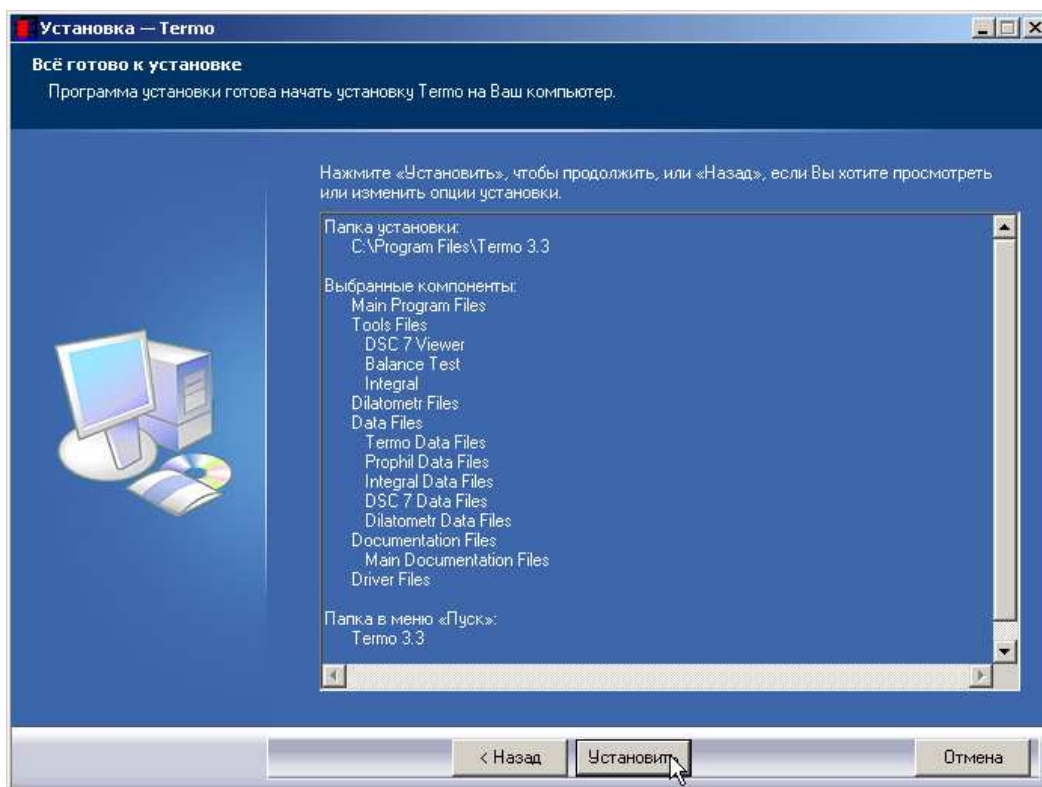 Установка — Termo
Всё готово к установке
Программа установки готова начать установку Termo на Ваш компьютер.
Нажмите «Установить», чтобы продолжить, или «Назад», если Вы хотите просмотреть
или изменить опции установки.
Папка установки:
C:\Program Files\Termo 3.3
Выбранные компоненты:
Main Program Files
Tools Files
DSC 7 Viewer
Balance Test
Integral
Dilatometr Files
Data Files
Termo Data Files
Prophil Data Files
Integral Data Files
DSC 7 Data Files
Dilatometr Data Files
Documentation Files
Main Documentation Files
Driver Files
Папка в меню «Пуск»:
Termo 3.3
< Назад
Установить
Отмена